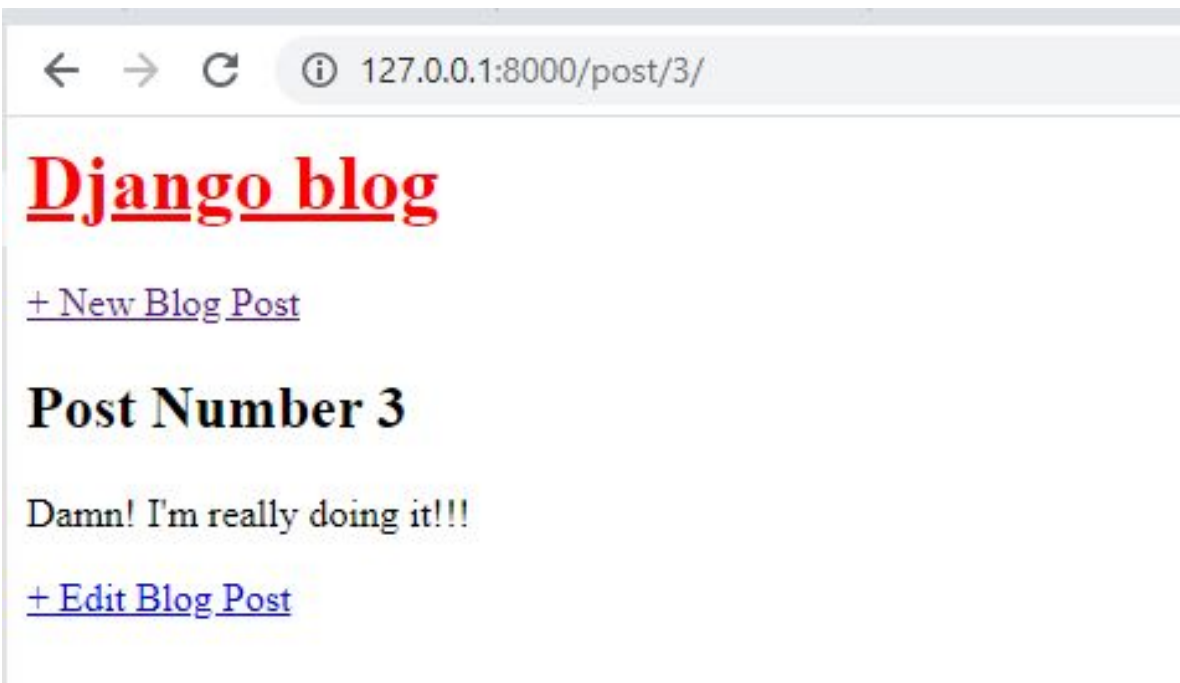 127.0.0.1:8000/post/3/
Django blog
+ New Blog Post
Post Number 3
Damn! I'm really doing it!!!
+ Edit Blog Post